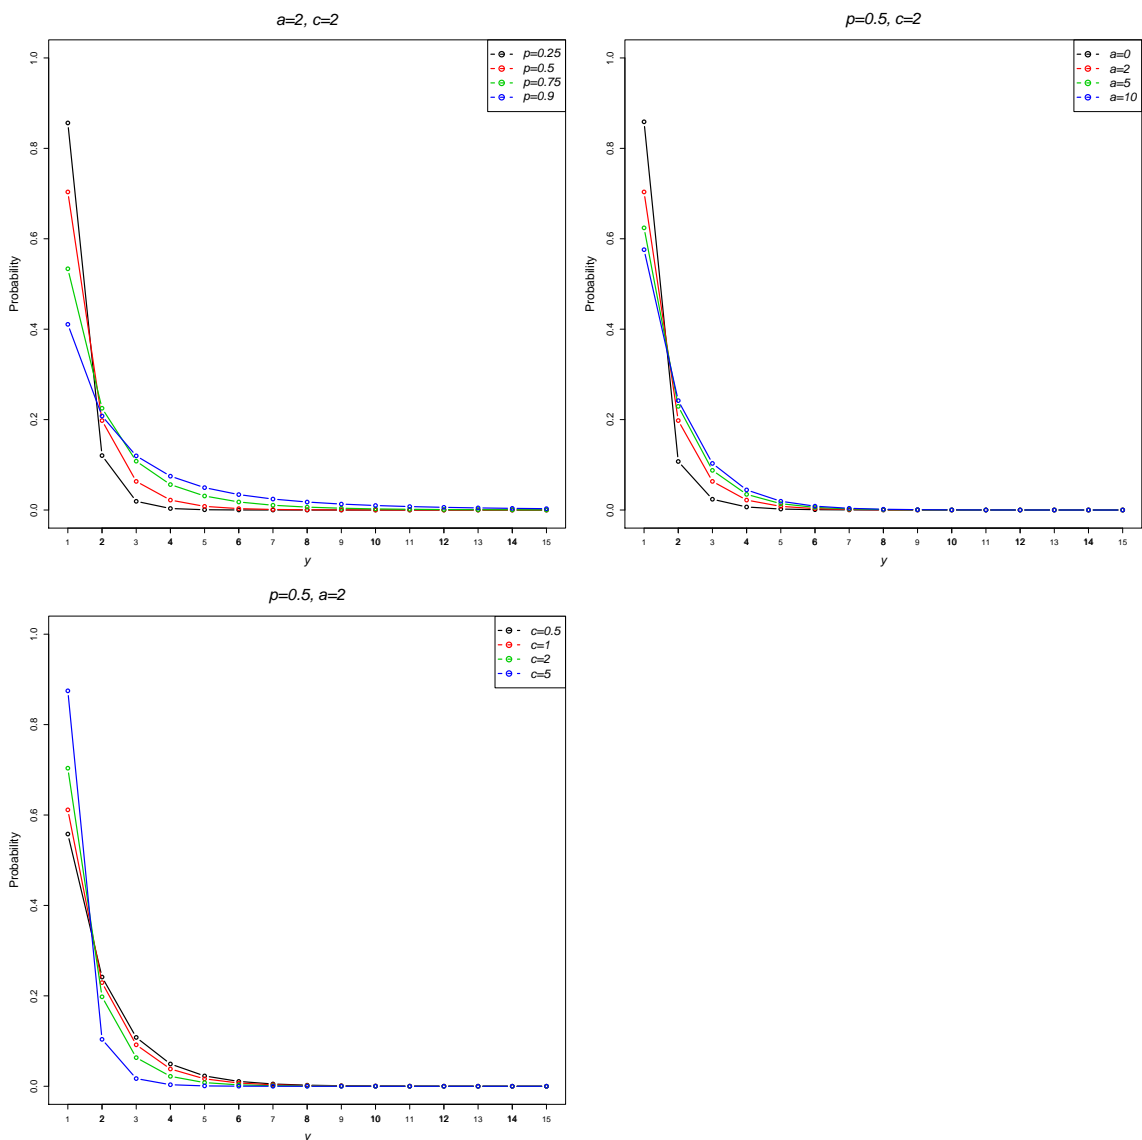 a=2, c=2
p=0.25
p=0.5
p=0.75
p=0.9
Probability
0.0 0.2 0.4 0.6 0.8 1.0
1 2 3 4 5 6 7 8 9 10 11 12 13 14 15
y
p=0.5, c=2
a=0
a=2
a=5
a=10
Probability
0.0 0.2 0.4 0.6 0.8 1.0
1 2 3 4 5 6 7 8 9 10 11 12 13 14 15
y
p=0.5, a=2
c=0.5
c=1
c=2
c=5
Probability
0.0 0.2 0.4 0.6 0.8 1.0
1 2 3 4 5 6 7 8 9 10 11 12 13 14 15
y